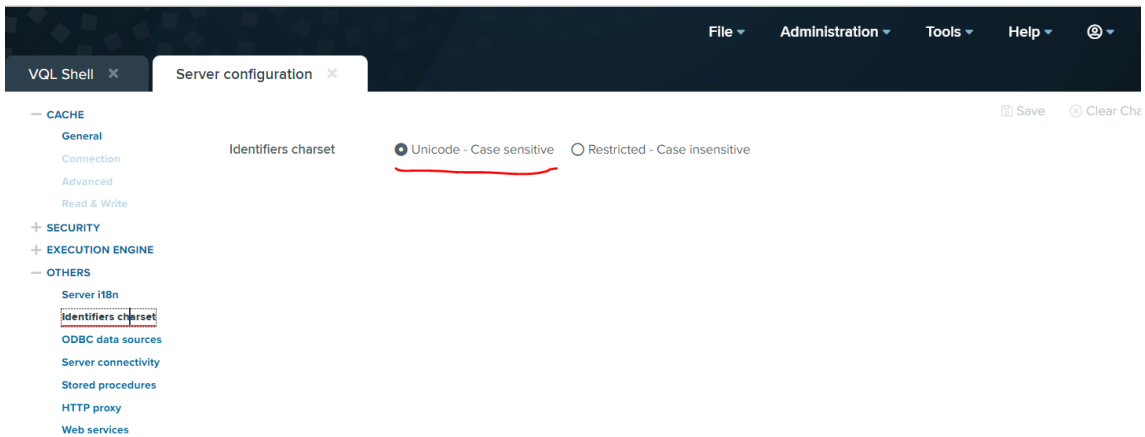 File Administration Tools Help
VQL Shell Server configuration
Save Clear Cha
CACHE
General
Connection
Advanced
Read & Write
SECURITY
EXECUTION ENGINE
OTHERS
Server i18n
Identifiers charset
ODBC data sources
Server connectivity
Stored procedures
HTTP proxy
Web services
Identifiers charset Unicode - Case sensitive Restricted - Case insensitive